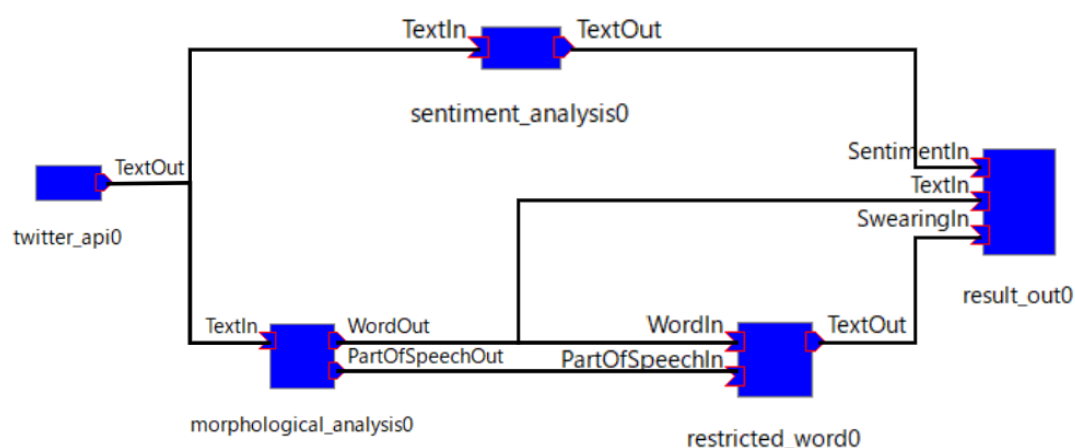 TextIn
TextOut
sentiment_analysis0
TextOut
twitter_api0
SentimentIn
TextIn
SwearingIn
result_out0
TextIn
WordOut
PartOfSpeechOut
morphological_analysis0
WordIn
PartOfSpeechIn
TextOut
restricted_word0